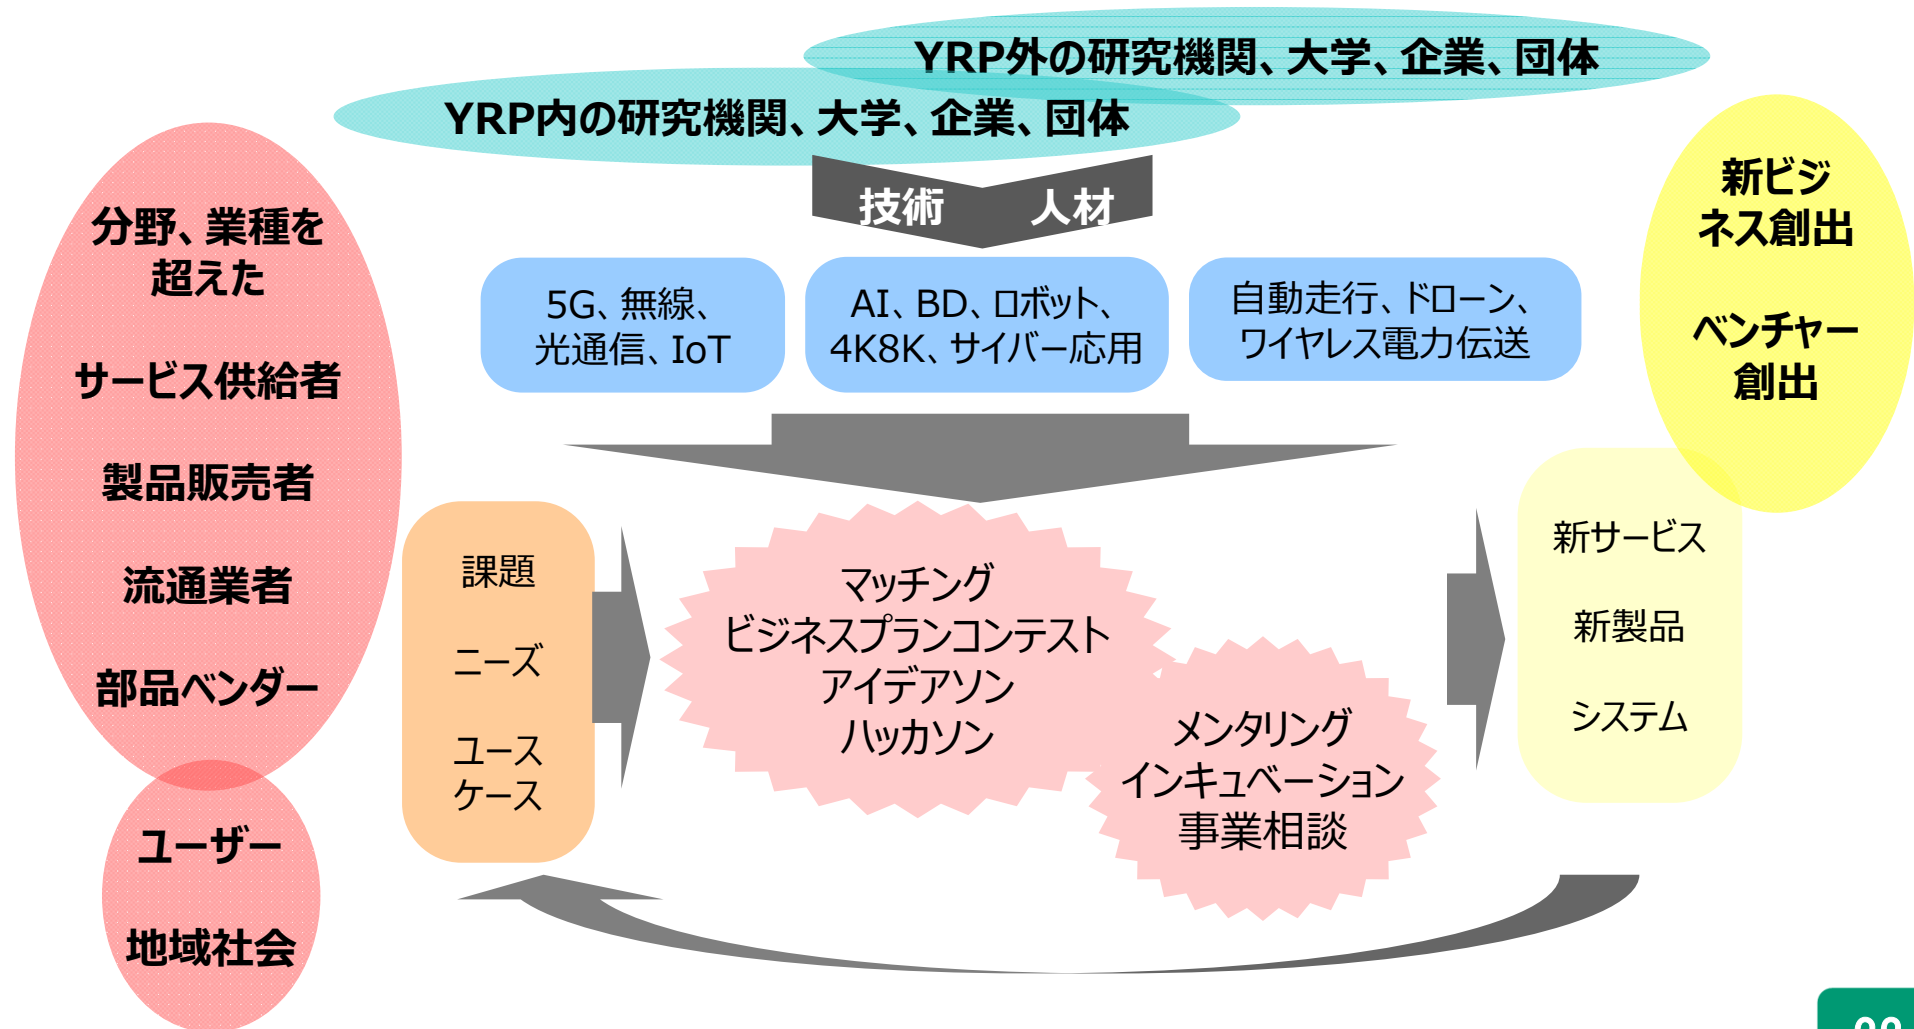 YRP外の研究機関、大学、企業、団体
YRP内の研究機関、大学、企業、団体
技術 人材
5G、無線、
光通信、IoT
AI、BD、ロボット、
4K8K、サイバー応用
自動走行、ドローン、
ワイヤレス電力伝送
分野、業種を
超えた
サービス供給者
製品販売者
流通業者
部品ベンダー
ユーザー
地域社会
課題
ニーズ
ユース
ケース
マッチング
ビジネスプランコンテスト
アイデアソン
ハッカソン
メンタリング
インキュベーション
事業相談
新ビジ
ネス創出
ベンチャー
創出
新サービス
新製品
システム